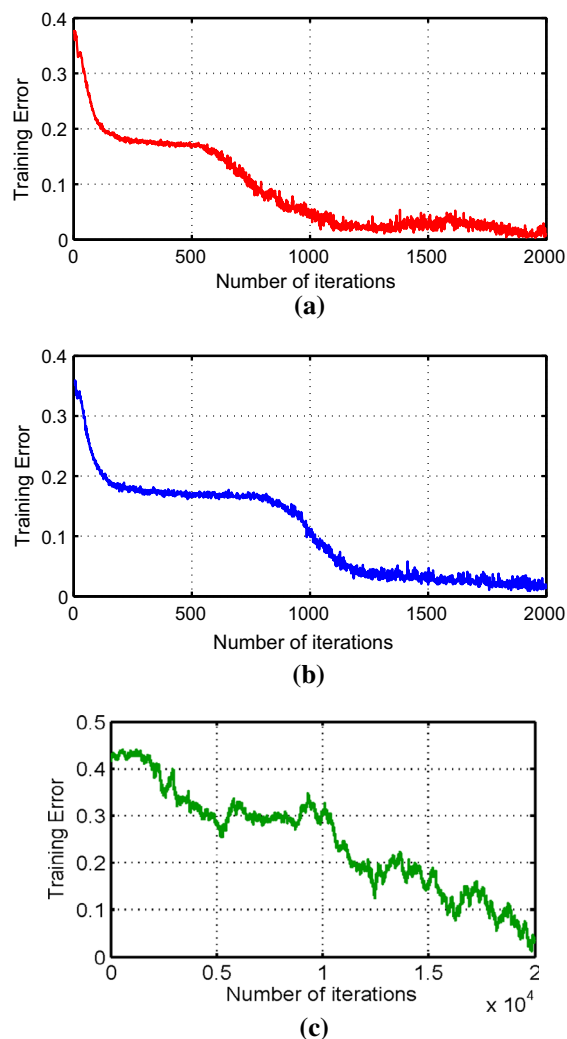 0.4
0.3
0.2
0.1
0
Training Error
0 500 1000 1500 2000
Number of iterations
(a)
0.4
0.3
0.2
0.1
0
Training Error
0 500 1000 1500 2000
Number of iterations
(b)
0.5
0.4
0.3
0.2
0.1
0
Training Error
0 0.5 1 1.5 2
Number of iterations
x 10^4
(c)